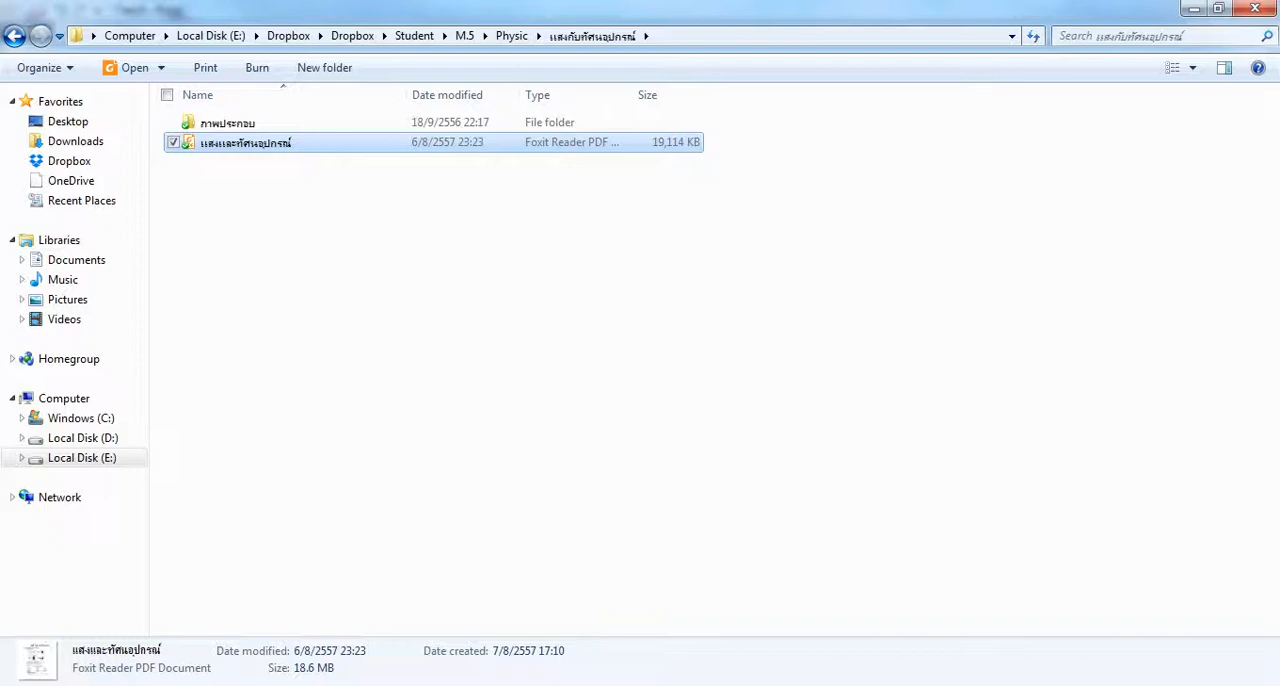 Computer Local Disk (E:) Dropbox Dropbox Student M.5 Physic แสงกับทัศนอุปกรณ์ Search แสงกับทัศนอุปกรณ์
Organize Open Print Burn New folder
Name Date modified Type Size
ภาพประกอบ 18/9/2556 22:17 File folder
แสงและทัศนอุปกรณ์ 6/8/2557 23:23 Foxit Reader PDF ... 19,114 KB
Favorites
Desktop
Downloads
Dropbox
OneDrive
Recent Places
Libraries
Documents
Music
Pictures
Videos
Homegroup
Computer
Windows (C:)
Local Disk (D:)
Local Disk (E:)
Network
แสงและทัศนอุปกรณ์ Date modified: 6/8/2557 23:23 Date created: 7/8/2557 17:10
Foxit Reader PDF Document Size: 18.6 MB